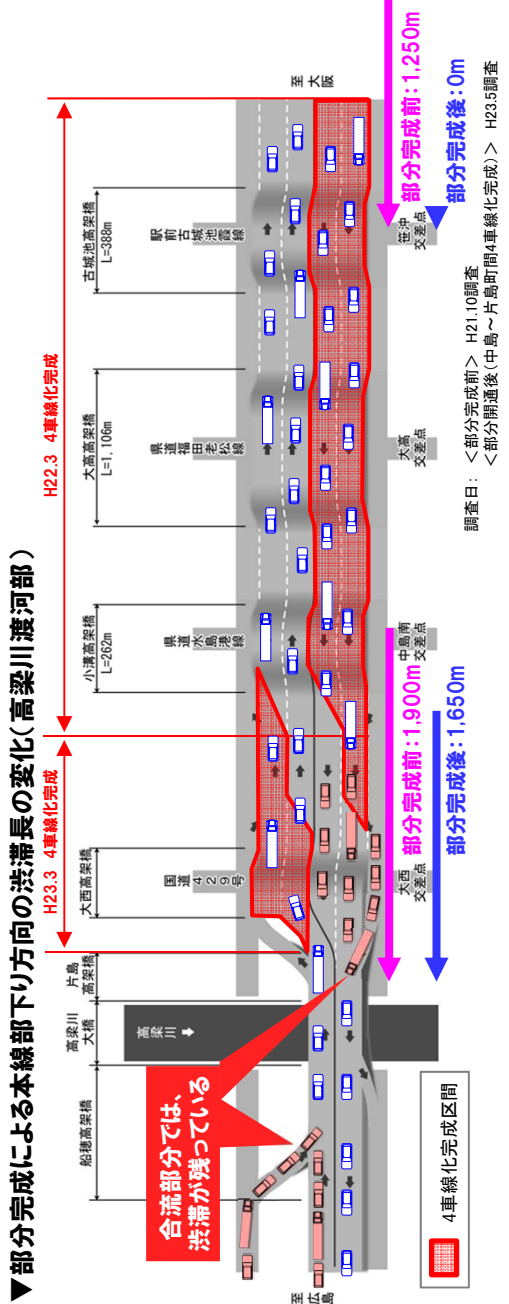 ▼部分完成による本線部下り方向の渋滞長の変化(高梁川渡河部)
H23.3 4車線化完成
H22.3 4車線化完成
船穂高架橋
高梁川
大橋
片島
高架橋
大西高架橋
小溝高架橋
L=262m
大高高架橋
L=1,106m
古城池高架橋
L=388m
国道
429号
県道
水島港線
県道
福田老松線
駅前
古城池霞線
高梁川
至広島
至大阪
合流部分では、
渋滞が残っている
大西
交差点
中島南
交差点
大高
交差点
笹沖
交差点
部分完成前:1,900m
部分完成後:1,650m
部分完成前:1,250m
部分完成後:0m
4車線化完成区間
調査日: <部分完成前> H21.10調査
<部分開通後(中島~片島町間4車線化完成)> H23.5調査